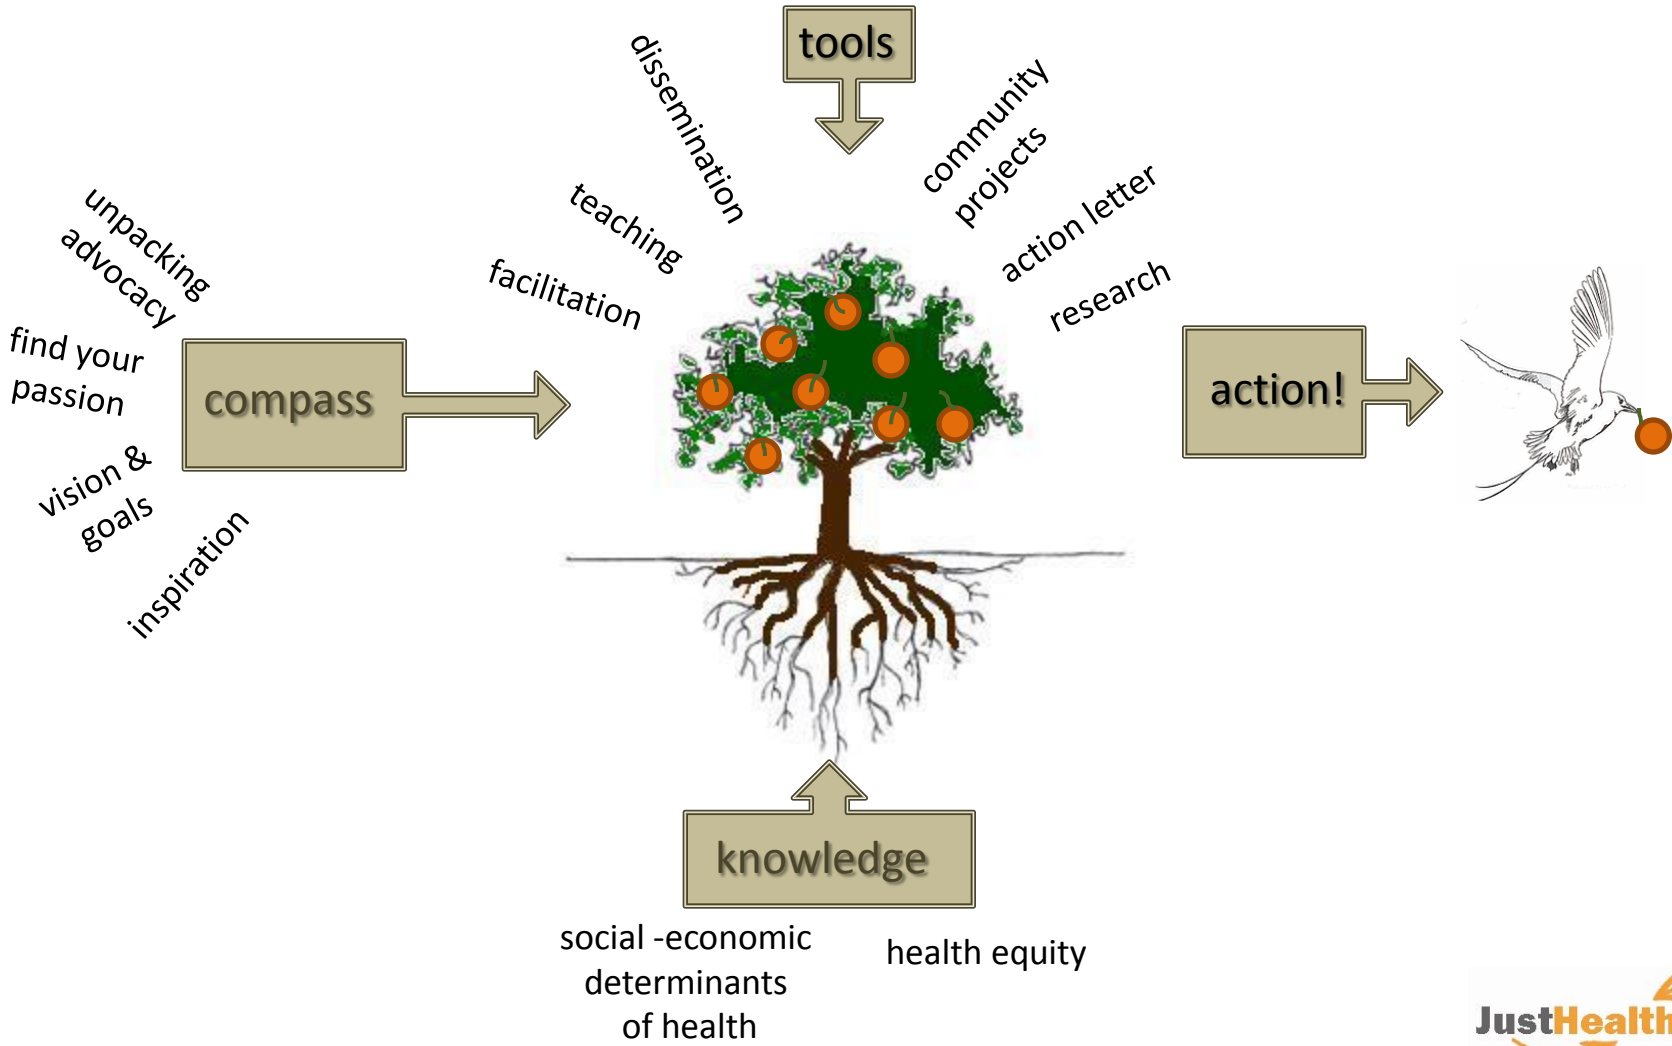 tools
dissemination
teaching
facilitation
community
projects
action letter
research
unpacking
advocacy
find your
passion
vision &
goals
inspiration
compass
action!
knowledge
social -economic
determinants
of health
health equity
JustHealth